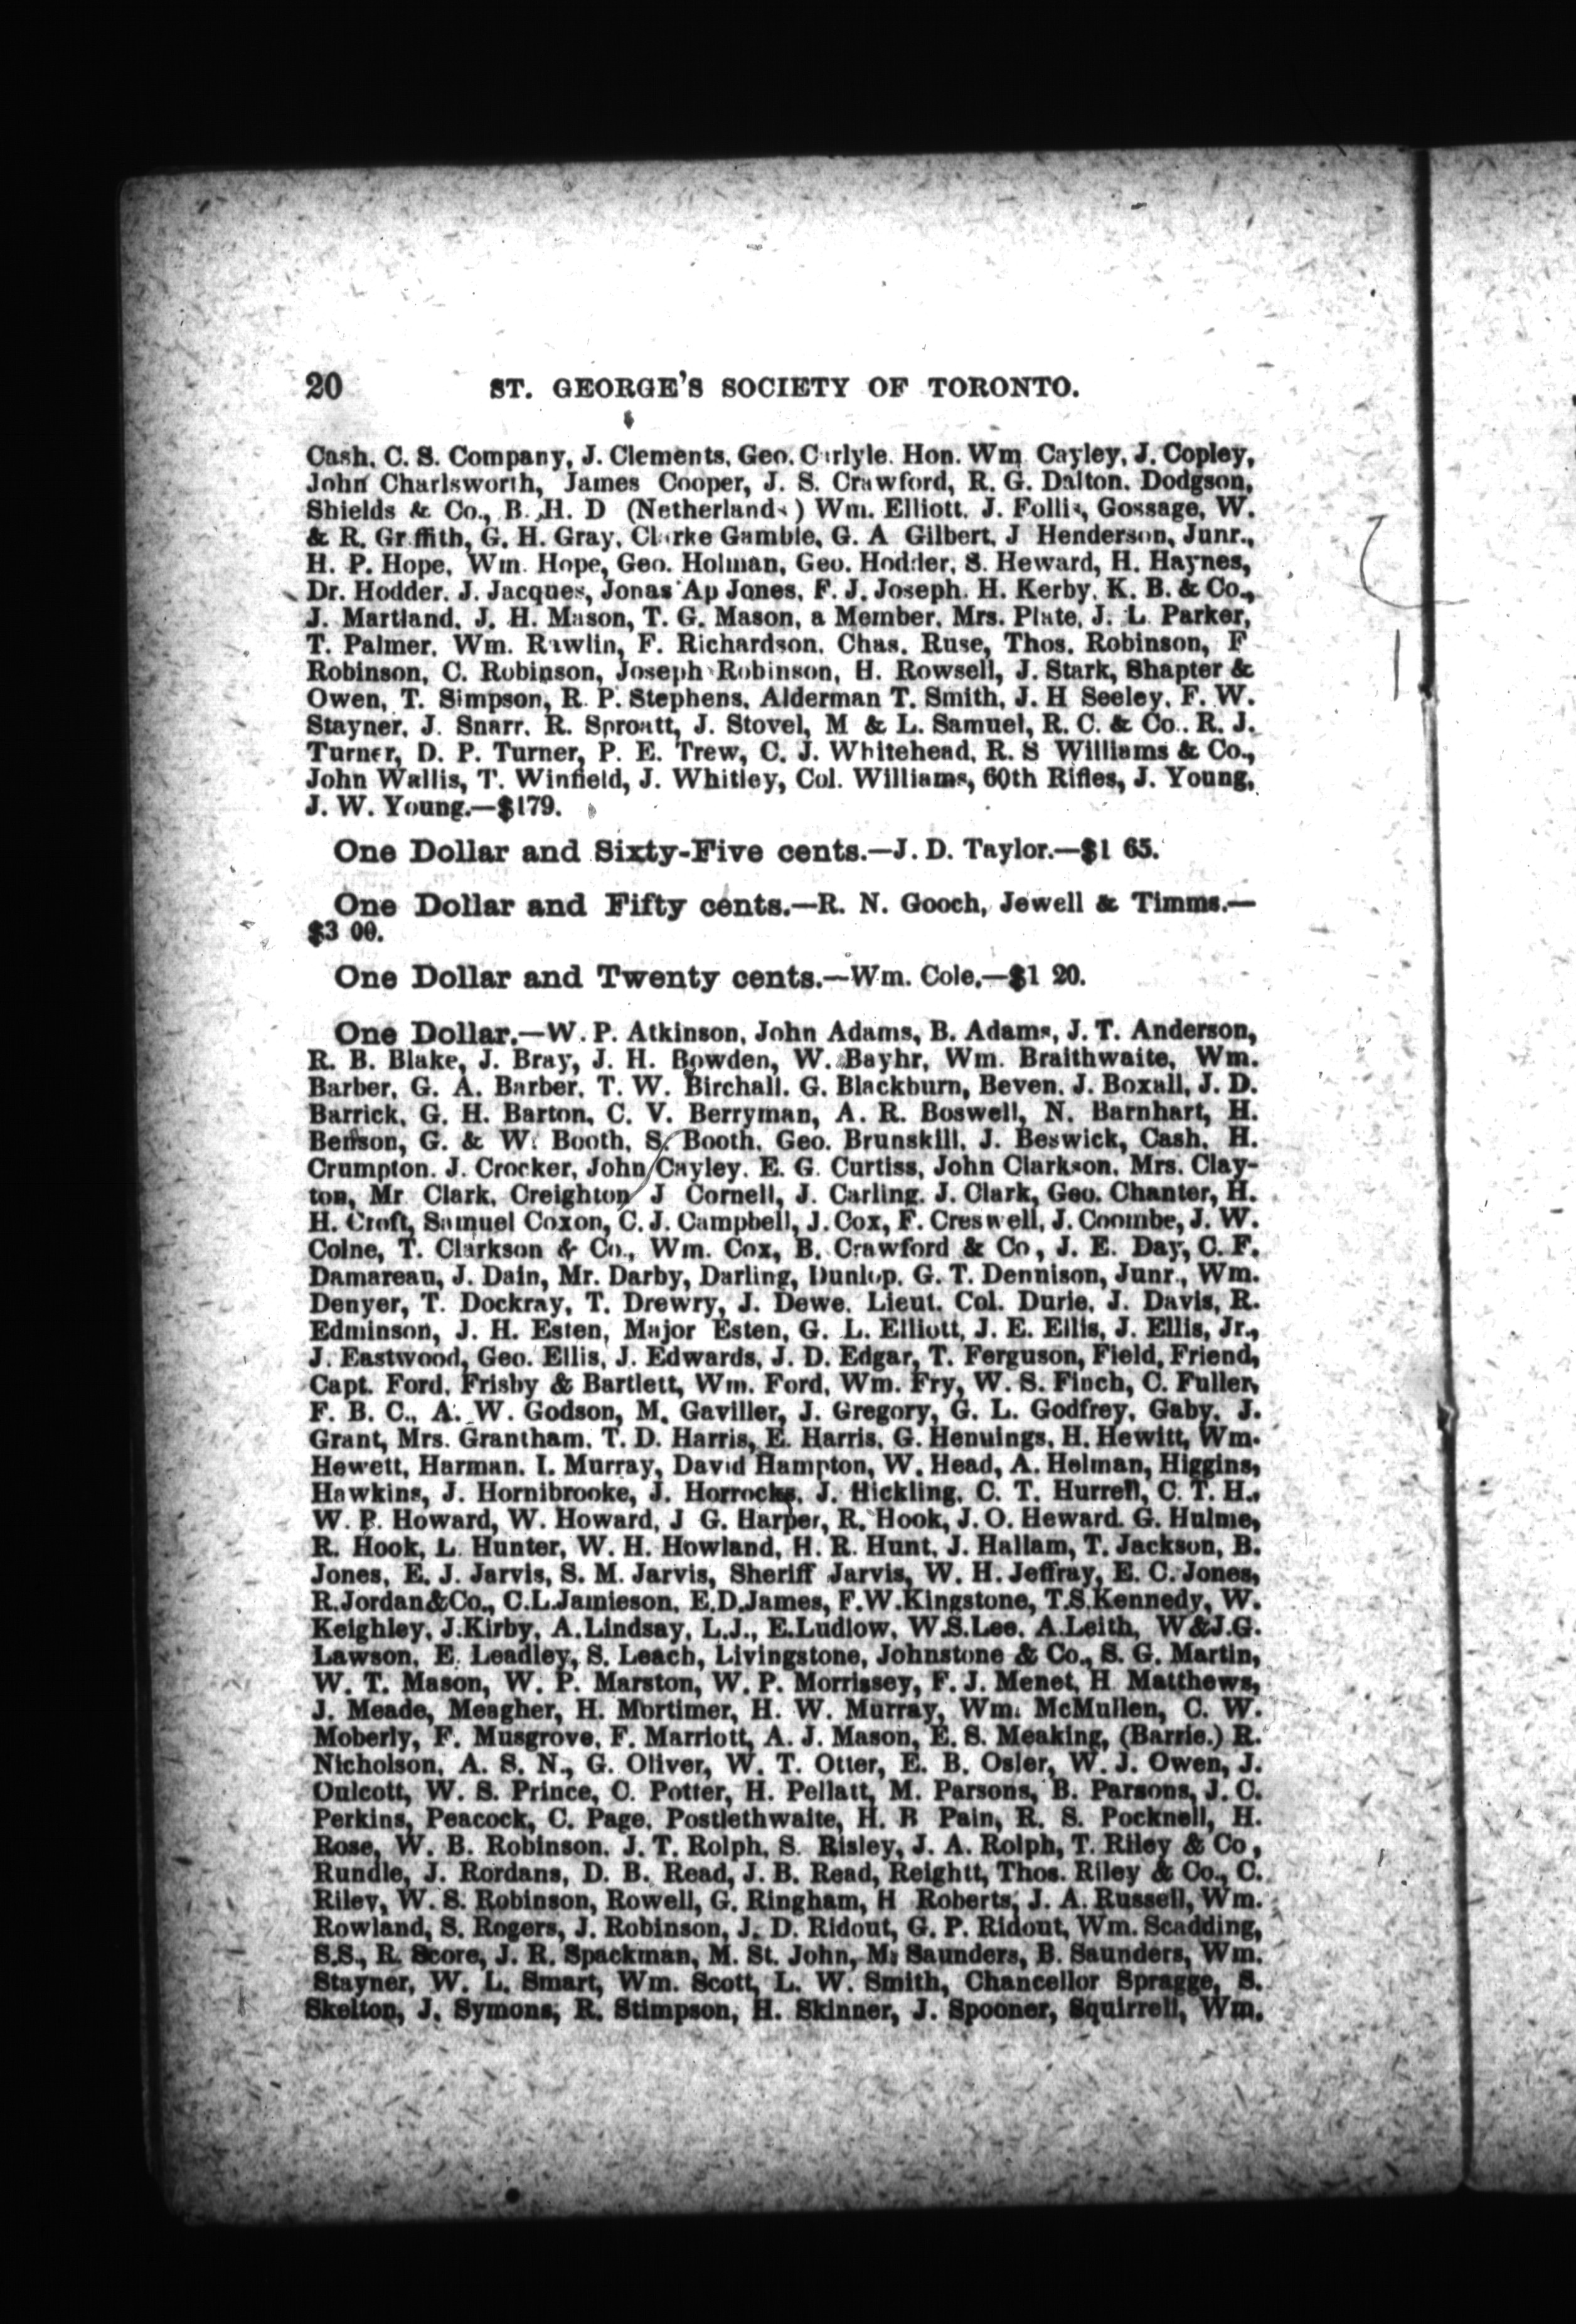 20 ST. GEORGE'S SOCIETY OF TORONTO.
Cash, C. S. Company, J. Clements, Geo. Carlyle. Hon. Wm Cayley, J. Copley,
John Charlsworth, James Cooper, J. S. Crawford, R. G. Dalton, Dodgson,
Shields & Co., B. H. D (Netherlands) Wm. Elliott, J. Follis, Gossage, W.
& R. Griffith, G. H. Gray, Clarke Gamble, G. A Gilbert, J Henderson, Junr.,
H. P. Hope, Wm. Hope, Geo. Holman, Geo. Hodder, S. Heward, H. Haynes,
Dr. Hodder. J. Jacques, Jonas Ap Jones, F. J. Joseph. H. Kerby, K. B. & Co.,
J. Martland, J. H. Mason, T. G. Mason, a Member, Mrs. Plate, J. L. Parker,
T. Palmer, Wm. Rawlin, F. Richardson, Chas. Ruse, Thos. Robinson, F
Robinson, C. Robinson, Joseph Robinson, H. Rowsell, J. Stark, Shapter &
Owen, T. Simpson, R. P. Stephens, Alderman T. Smith, J. H Seeley, F. W.
Stayner, J. Snarr, R. Sproatt, J. Stovel, M & L. Samuel, R. C. & Co.. R. J.
Turner, D. P. Turner, P. E. Trew, C. J. Whitehead, R. S Williams & Co.,
John Wallis, T. Winfield, J. Whitley, Col. Williams, 60th Rifles, J. Young,
J. W. Young.—$179.
One Dollar and Sixty-Five cents.—J. D. Taylor.—$1 65.
One Dollar and Fifty cents.—R. N. Gooch, Jewell & Timms.—
$3 00.
One Dollar and Twenty cents.—Wm. Cole.—$1 20.
One Dollar.—W. P. Atkinson, John Adams, B. Adams, J. T. Anderson,
R. B. Blake, J. Bray, J. H. Bowden, W. Bayhr, Wm. Braithwaite, Wm.
Barber, G. A. Barber, T. W. Birchall, G. Blackburn, Beven, J. Boxall, J. D.
Barrick, G. H. Barton, C. V. Berryman, A. R. Boswell, N. Barnhart, H.
Benson, G. & W. Booth, S. Booth, Geo. Brunskill, J. Beswick, Cash, H.
Crumpton, J. Crocker, John Cayley, E. G. Curtiss, John Clarkson, Mrs. Clay-
ton, Mr Clark, Creighton J Cornell, J. Carling, J. Clark, Geo. Chanter, H.
H. Croft, Samuel Coxon, C. J. Campbell, J. Cox, F. Creswell, J. Coombe, J. W.
Colne, T. Clarkson & Co., Wm. Cox, B. Crawford & Co, J. E. Day, C. F.
Damareau, J. Dain, Mr. Darby, Darling, Dunlop, G. T. Dennison, Junr., Wm.
Denyer, T. Dockray, T. Drewry, J. Dewe, Lieut. Col. Durie, J. Davis, R.
Edminson, J. H. Esten, Major Esten, G. L. Elliott, J. E. Ellis, J. Ellis, Jr.,
J. Eastwood, Geo. Ellis, J. Edwards, J. D. Edgar, T. Ferguson, Field, Friend,
Capt. Ford, Frisby & Bartlett, Wm. Ford, Wm. Fry, W. S. Finch, C. Fuller,
F. B. C., A. W. Godson, M. Gaviller, J. Gregory, G. L. Godfrey, Gaby, J.
Grant, Mrs. Grantham, T. D. Harris, E. Harris, G. Hennings, H. Hewitt, Wm.
Hewett, Harman. I. Murray, David Hampton, W. Head, A. Helman, Higgins,
Hawkins, J. Hornibrooke, J. Horrocks, J. Hickling, C. T. Hurrell, C. T. H.,
W. P. Howard, W. Howard, J G. Harper, R. Hook, J. O. Heward. G. Hulme,
R. Hook, L. Hunter, W. H. Howland, H. R. Hunt, J. Hallam, T. Jackson, B.
Jones, E. J. Jarvis, S. M. Jarvis, Sheriff Jarvis, W. H. Jeffray, E. C. Jones,
R.Jordan&Co., C.L.Jamieson, E.D.James, F.W.Kingstone, T.S.Kennedy, W.
Keighley, J.Kirby, A.Lindsay, L.J., E.Ludlow, W.S.Lee, A.Leith, W&J.G.
Lawson, E. Leadley, S. Leach, Livingstone, Johnstone & Co., S. G. Martin,
W. T. Mason, W. P. Marston, W. P. Morrissey, F. J. Menet, H Matthews,
J. Meade, Meagher, H. Mortimer, H. W. Murray, Wm. McMullen, C. W.
Moberly, F. Musgrove, F. Marriott, A. J. Mason, E. S. Meaking, (Barrie.) R.
Nicholson, A. S. N., G. Oliver, W. T. Otter, E. B. Osler, W. J. Owen, J.
Oulcott, W. S. Prince, C. Potter, H. Pellatt, M. Parsons, B. Parsons, J. C.
Perkins, Peacock, C. Page, Postlethwaite, H. B Pain, R. S. Pocknell, H.
Rose, W. B. Robinson, J. T. Rolph, S. Risley, J. A. Rolph, T. Riley & Co,
Rundle, J. Rordans, D. B. Read, J. B. Read, Reightt, Thos. Riley & Co., C.
Riley, W. S. Robinson, Rowell, G. Ringham, H Roberts, J. A. Russell, Wm.
Rowland, S. Rogers, J. Robinson, J. D. Ridout, G. P. Ridout, Wm. Scadding,
S.S., R. Score, J. R. Spackman, M. St. John, M. Saunders, B. Saunders, Wm.
Stayner, W. L. Smart, Wm. Scott, L. W. Smith, Chancellor Spragge, S.
Skelton, J. Symons, R. Stimpson, H. Skinner, J. Spooner, Squirrell, Wm.